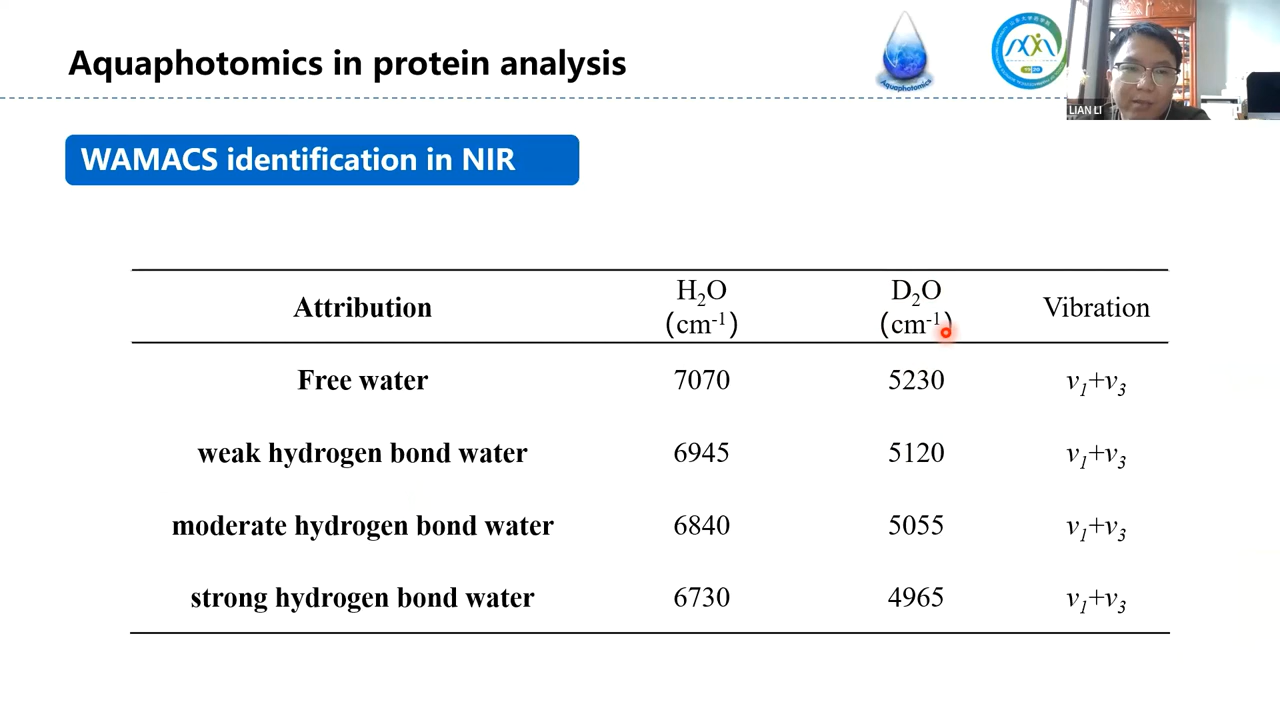 Aquaphotomics in protein analysis
Aquaphotomics
LIAN LI
WAMACS identification in NIR
Attribution H₂O (cm⁻¹) D₂O (cm⁻¹) Vibration
Free water 7070 5230 v₁+v₃
weak hydrogen bond water 6945 5120 v₁+v₃
moderate hydrogen bond water 6840 5055 v₁+v₃
strong hydrogen bond water 6730 4965 v₁+v₃